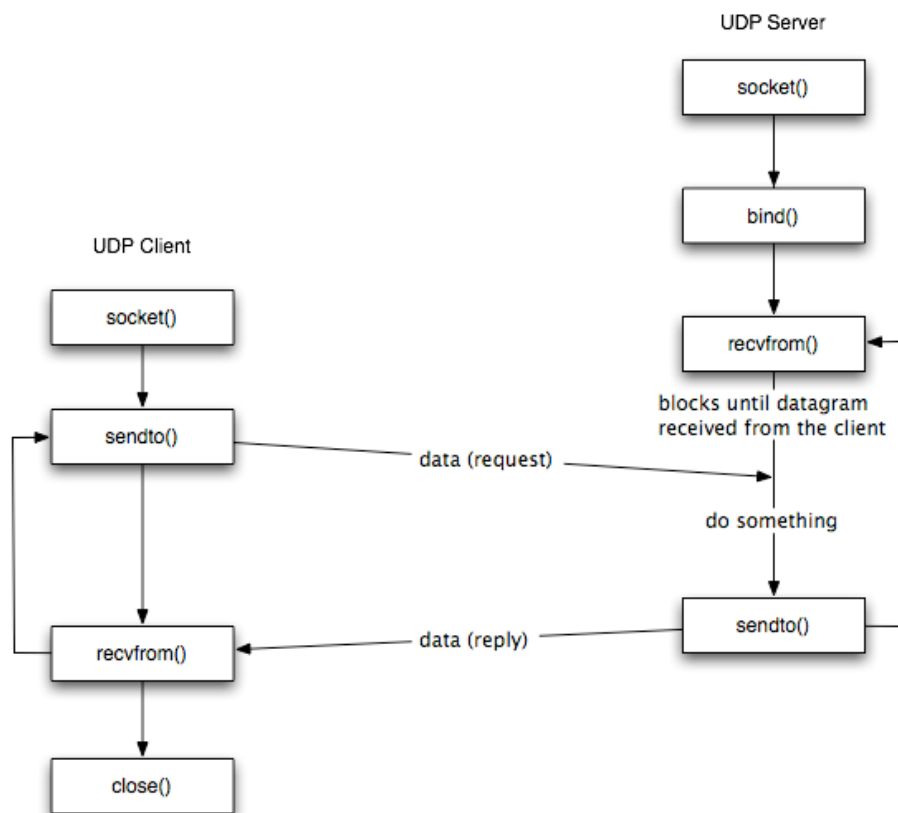 UDP Server
socket()
bind()
UDP Client
socket()
recvfrom()
blocks until datagram
received from the client
sendto()
data (request)
do something
sendto()
data (reply)
recvfrom()
close()